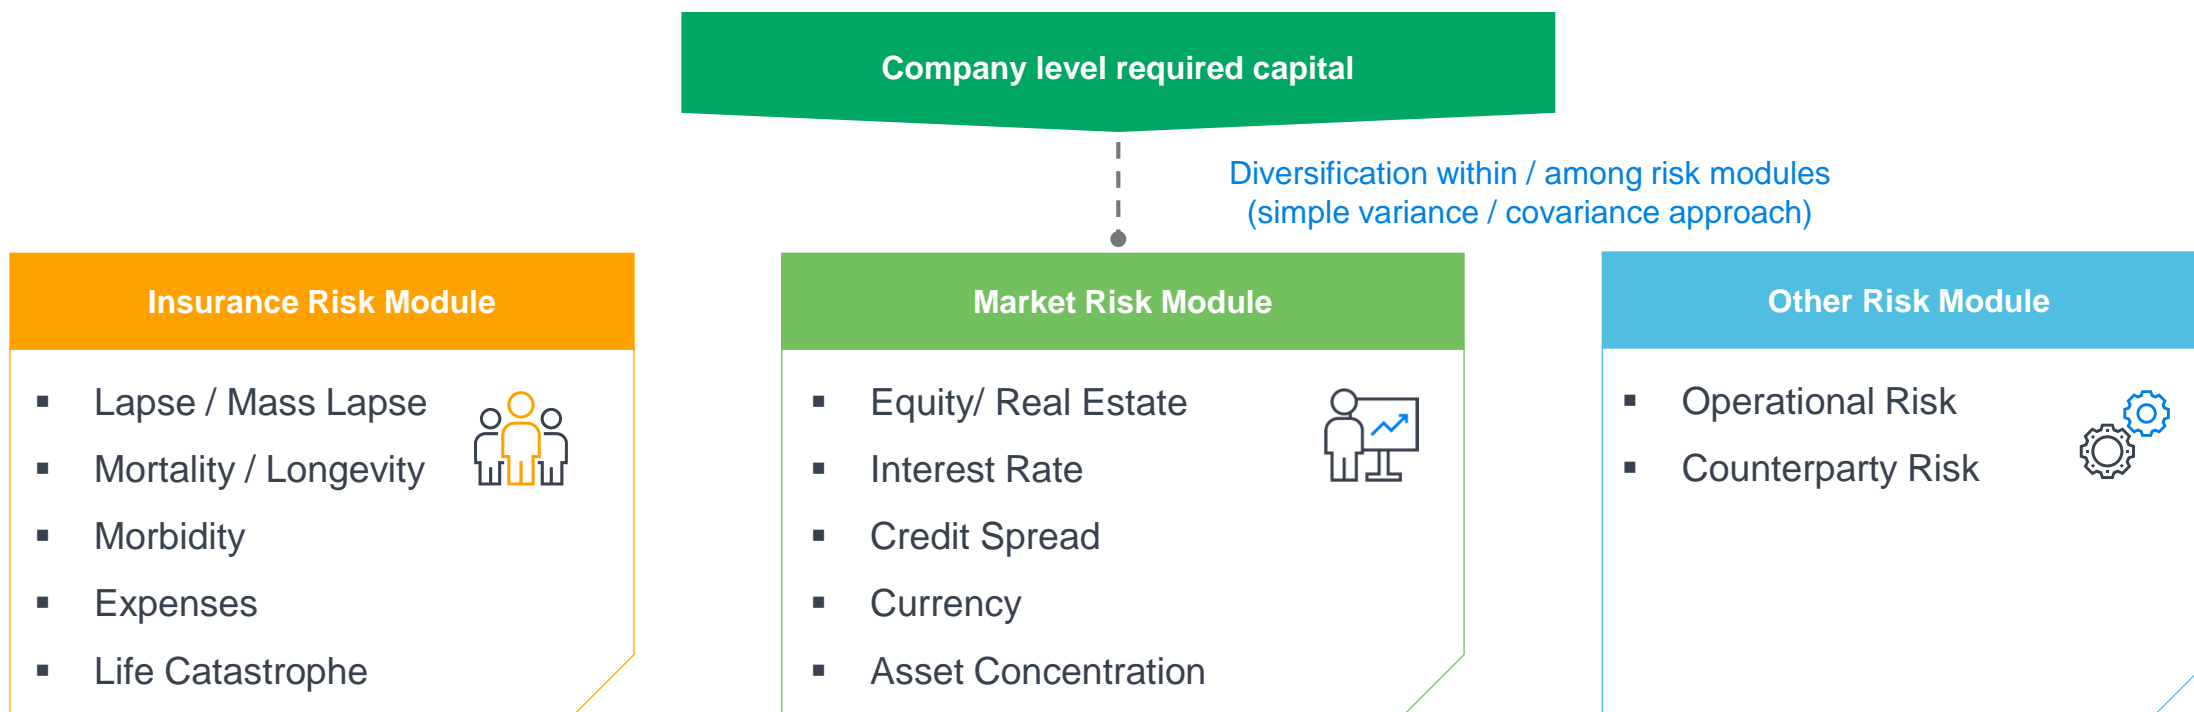 Company level required capital
Diversification within / among risk modules
(simple variance / covariance approach)
Insurance Risk Module
▪ Lapse / Mass Lapse
▪ Mortality / Longevity
▪ Morbidity
▪ Expenses
▪ Life Catastrophe
Market Risk Module
▪ Equity/ Real Estate
▪ Interest Rate
▪ Credit Spread
▪ Currency
▪ Asset Concentration
Other Risk Module
▪ Operational Risk
▪ Counterparty Risk